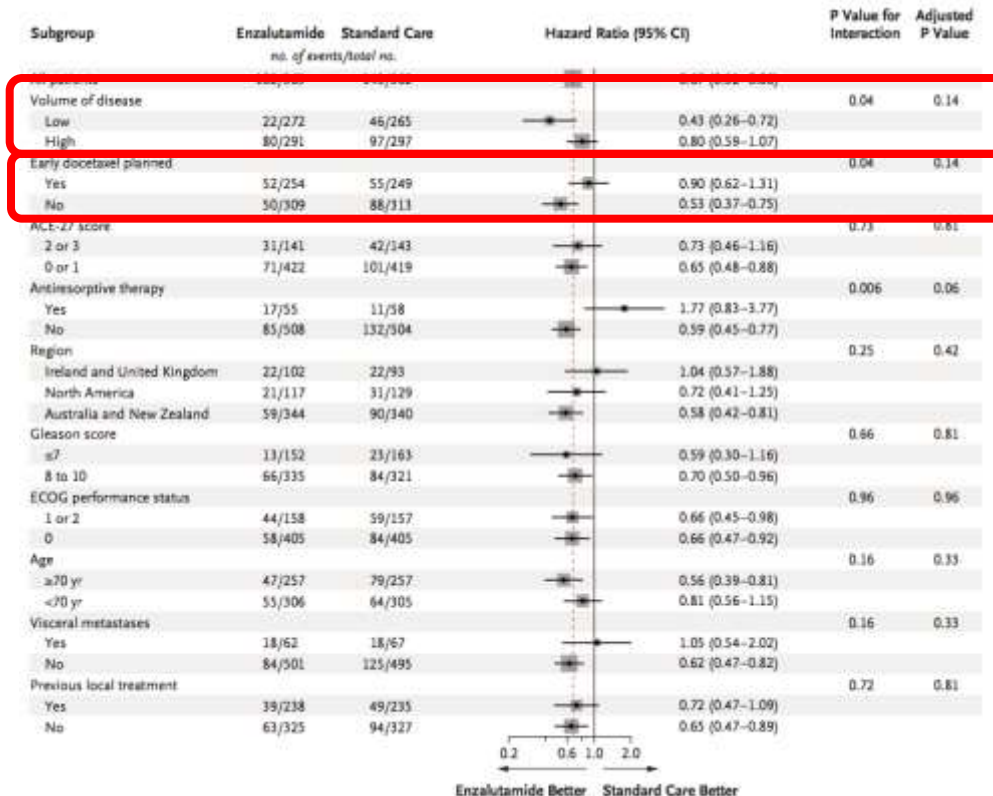 Subgroup Enzalutamide Standard Care Hazard Ratio (95% CI) P Value for Interaction Adjusted P Value
no. of events/total no.
Volume of disease 0.04 0.14
Low 22/272 46/265 0.43 (0.26–0.72)
High 80/291 97/297 0.80 (0.59–1.07)
Early docetaxel planned 0.04 0.14
Yes 52/254 55/249 0.90 (0.62–1.31)
No 50/309 88/313 0.53 (0.37–0.75)
ACE-27 score 0.73 0.81
2 or 3 31/141 42/143 0.73 (0.46–1.16)
0 or 1 71/422 101/419 0.65 (0.48–0.88)
Antiresorptive therapy 0.006 0.06
Yes 17/55 11/58 1.77 (0.83–3.77)
No 85/508 132/504 0.59 (0.45–0.77)
Region 0.25 0.42
Ireland and United Kingdom 22/102 22/93 1.04 (0.57–1.88)
North America 21/117 31/129 0.72 (0.41–1.25)
Australia and New Zealand 59/344 90/340 0.58 (0.42–0.81)
Gleason score 0.66 0.81
≤7 13/152 23/163 0.59 (0.30–1.16)
8 to 10 66/335 84/321 0.70 (0.50–0.96)
ECOG performance status 0.96 0.96
1 or 2 44/158 59/157 0.66 (0.45–0.98)
0 58/405 84/405 0.66 (0.47–0.92)
Age 0.16 0.33
≥70 yr 47/257 79/257 0.56 (0.39–0.81)
<70 yr 55/306 64/305 0.81 (0.56–1.15)
Visceral metastases 0.16 0.33
Yes 18/62 18/67 1.05 (0.54–2.02)
No 84/501 125/495 0.62 (0.47–0.82)
Previous local treatment 0.72 0.81
Yes 39/238 49/235 0.72 (0.47–1.09)
No 63/325 94/327 0.65 (0.47–0.89)
0.2 0.6 1.0 2.0
Enzalutamide Better Standard Care Better